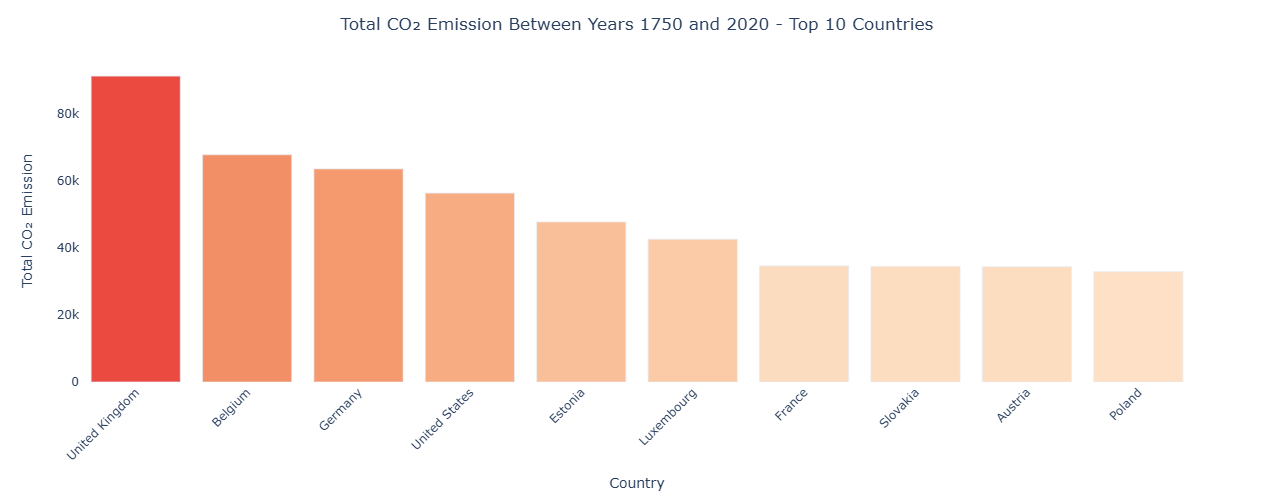 Total CO₂ Emission Between Years 1750 and 2020 - Top 10 Countries
Total CO₂ Emission
80k
60k
40k
20k
0
United Kingdom
Belgium
Germany
United States
Estonia
Luxembourg
France
Slovakia
Austria
Poland
Country